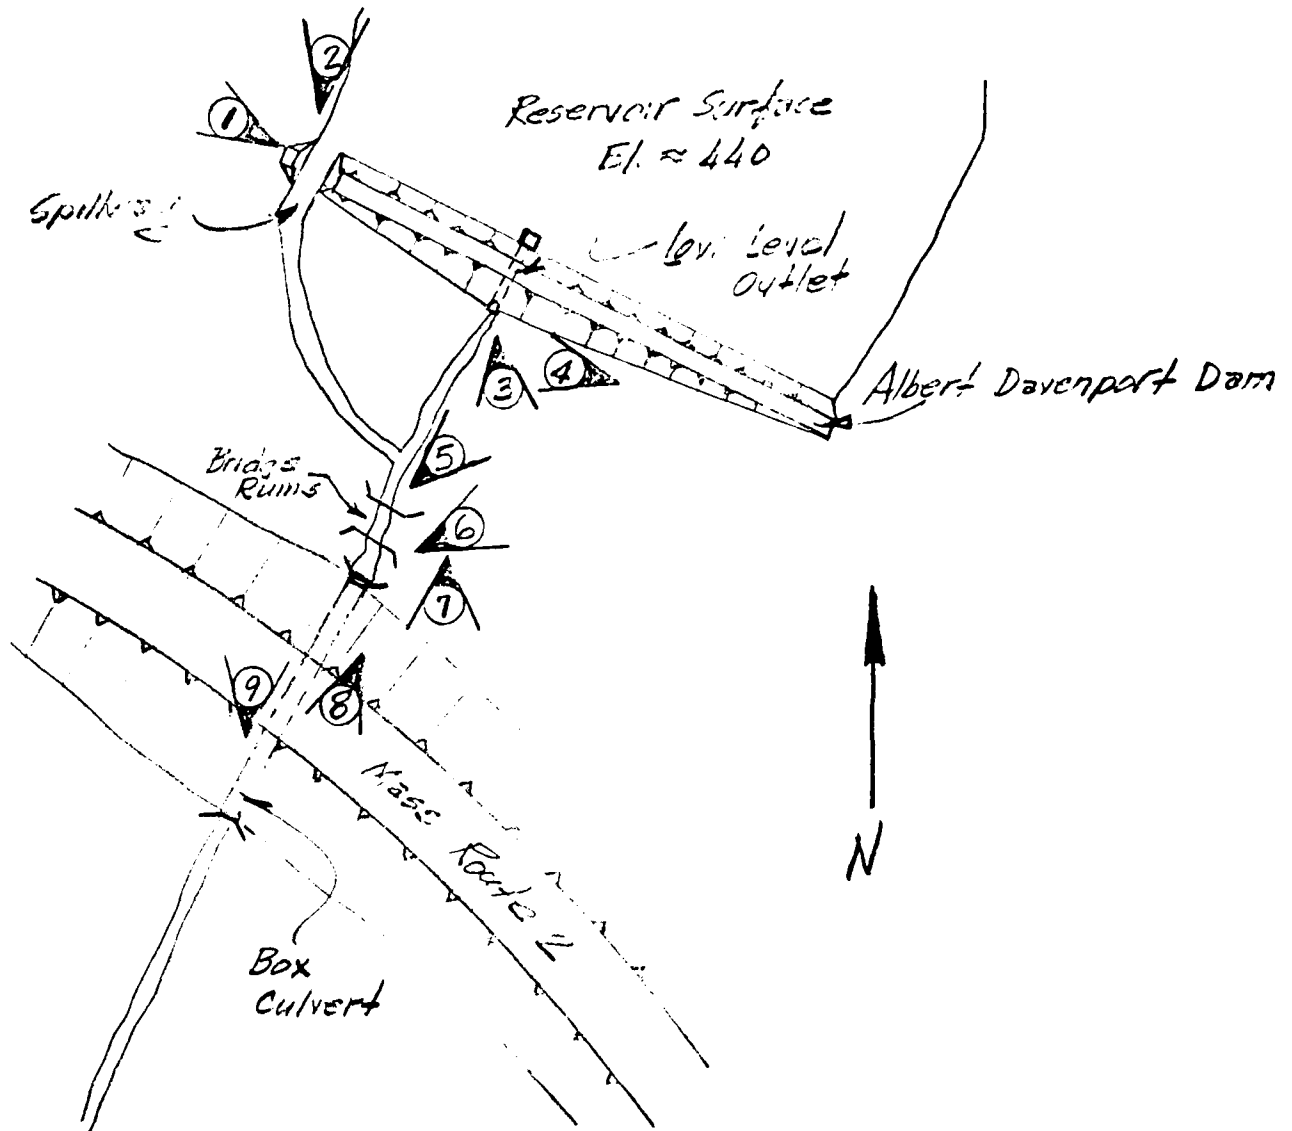 2
1
Reservoir Surface
El. ≈ 440
Spillway
Low Level
Outlet
3
4
Albert Davenport Dam
5
Bridge
Ruins
6
7
9
8
Mass Route 2
N
Box
Culvert